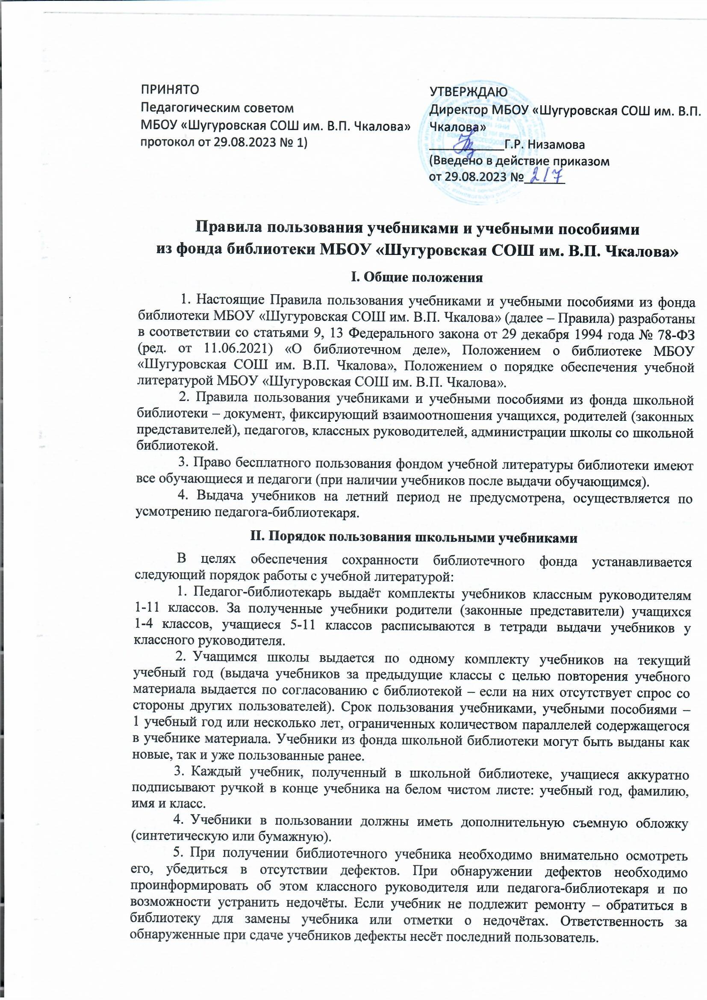 ПРИНЯТО
Педагогическим советом
МБОУ «Шугуровская СОШ им. В.П. Чкалова»
протокол от 29.08.2023 № 1)
УТВЕРЖДАЮ
Директор МБОУ «Шугуровская СОШ им. В.П.
Чкалова»
Г.Р. Низамова
(Введено в действие приказом
от 29.08.2023 № 217
Правила пользования учебниками и учебными пособиями
из фонда библиотеки МБОУ «Шугуровская СОШ им. В.П. Чкалова»
I. Общие положения
1. Настоящие Правила пользования учебниками и учебными пособиями из фонда
библиотеки МБОУ «Шугуровская СОШ им. В.П. Чкалова» (далее – Правила) разработаны
в соответствии со статьями 9, 13 Федерального закона от 29 декабря 1994 года № 78-ФЗ
(ред. от 11.06.2021) «О библиотечном деле», Положением о библиотеке МБОУ
«Шугуровская СОШ им. В.П. Чкалова», Положением о порядке обеспечения учебной
литературой МБОУ «Шугуровская СОШ им. В.П. Чкалова».
2. Правила пользования учебниками и учебными пособиями из фонда школьной
библиотеки – документ, фиксирующий взаимоотношения учащихся, родителей (законных
представителей), педагогов, классных руководителей, администрации школы со школьной
библиотекой.
3. Право бесплатного пользования фондом учебной литературы библиотеки имеют
все обучающиеся и педагоги (при наличии учебников после выдачи обучающимся).
4. Выдача учебников на летний период не предусмотрена, осуществляется по
усмотрению педагога-библиотекаря.
II. Порядок пользования школьными учебниками
В целях обеспечения сохранности библиотечного фонда устанавливается
следующий порядок работы с учебной литературой:
1. Педагог-библиотекарь выдаёт комплекты учебников классным руководителям
1-11 классов. За полученные учебники родители (законные представители) учащихся
1-4 классов, учащиеся 5-11 классов расписываются в тетради выдачи учебников у
классного руководителя.
2. Учащимся школы выдается по одному комплекту учебников на текущий
учебный год (выдача учебников за предыдущие классы с целью повторения учебного
материала выдается по согласованию с библиотекой – если на них отсутствует спрос со
стороны других пользователей). Срок пользования учебниками, учебными пособиями –
1 учебный год или несколько лет, ограниченных количеством параллелей содержащегося
в учебнике материала. Учебники из фонда школьной библиотеки могут быть выданы как
новые, так и уже пользованные ранее.
3. Каждый учебник, полученный в школьной библиотеке, учащиеся аккуратно
подписывают ручкой в конце учебника на белом чистом листе: учебный год, фамилию,
имя и класс.
4. Учебники в пользовании должны иметь дополнительную съемную обложку
(синтетическую или бумажную).
5. При получении библиотечного учебника необходимо внимательно осмотреть
его, убедиться в отсутствии дефектов. При обнаружении дефектов необходимо
проинформировать об этом классного руководителя или педагога-библиотекаря и по
возможности устранить недочёты. Если учебник не подлежит ремонту – обратиться в
библиотеку для замены учебника или отметки о недочётах. Ответственность за
обнаруженные при сдаче учебников дефекты несёт последний пользователь.